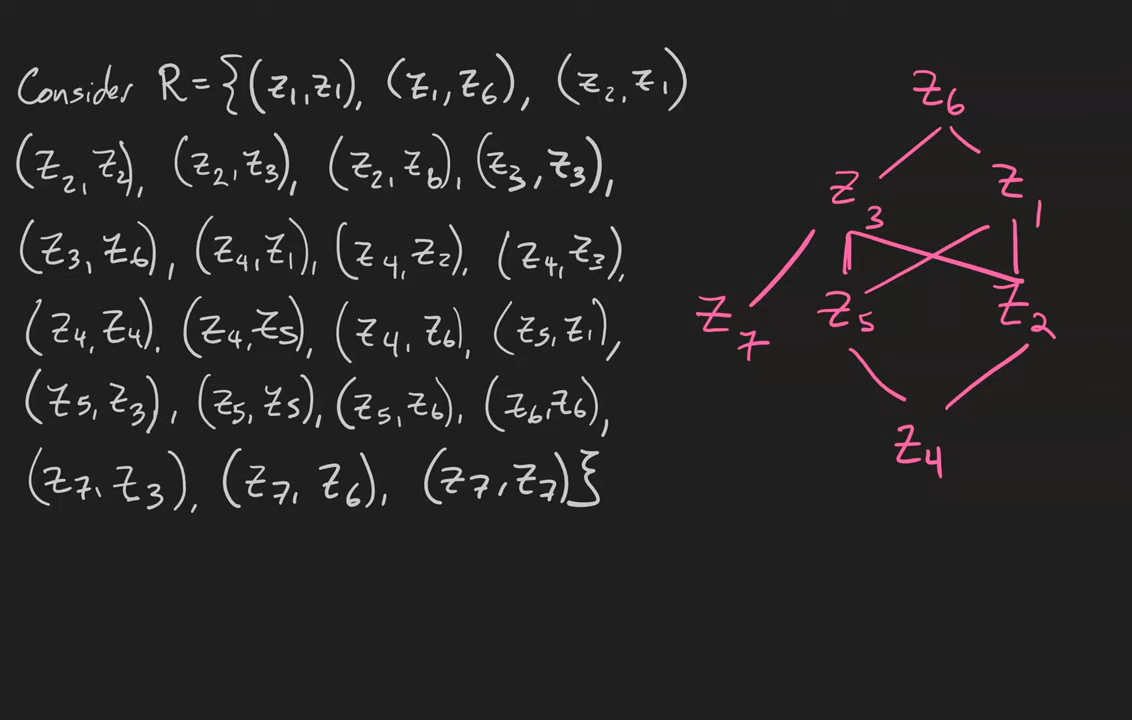 Consider R = {(z1,z1), (z1,z6), (z2,z1)
(z2,z2), (z2,z3), (z2,z6), (z3,z3),
(z3,z6), (z4,z1), (z4,z2), (z4,z3),
(z4,z4), (z4,z5), (z4,z6), (z5,z1),
(z5,z3), (z5,z5), (z5,z6), (z6,z6),
(z7,z3), (z7,z6), (z7,z7)}
z6
z3 z1
z7 z5 z2
z4